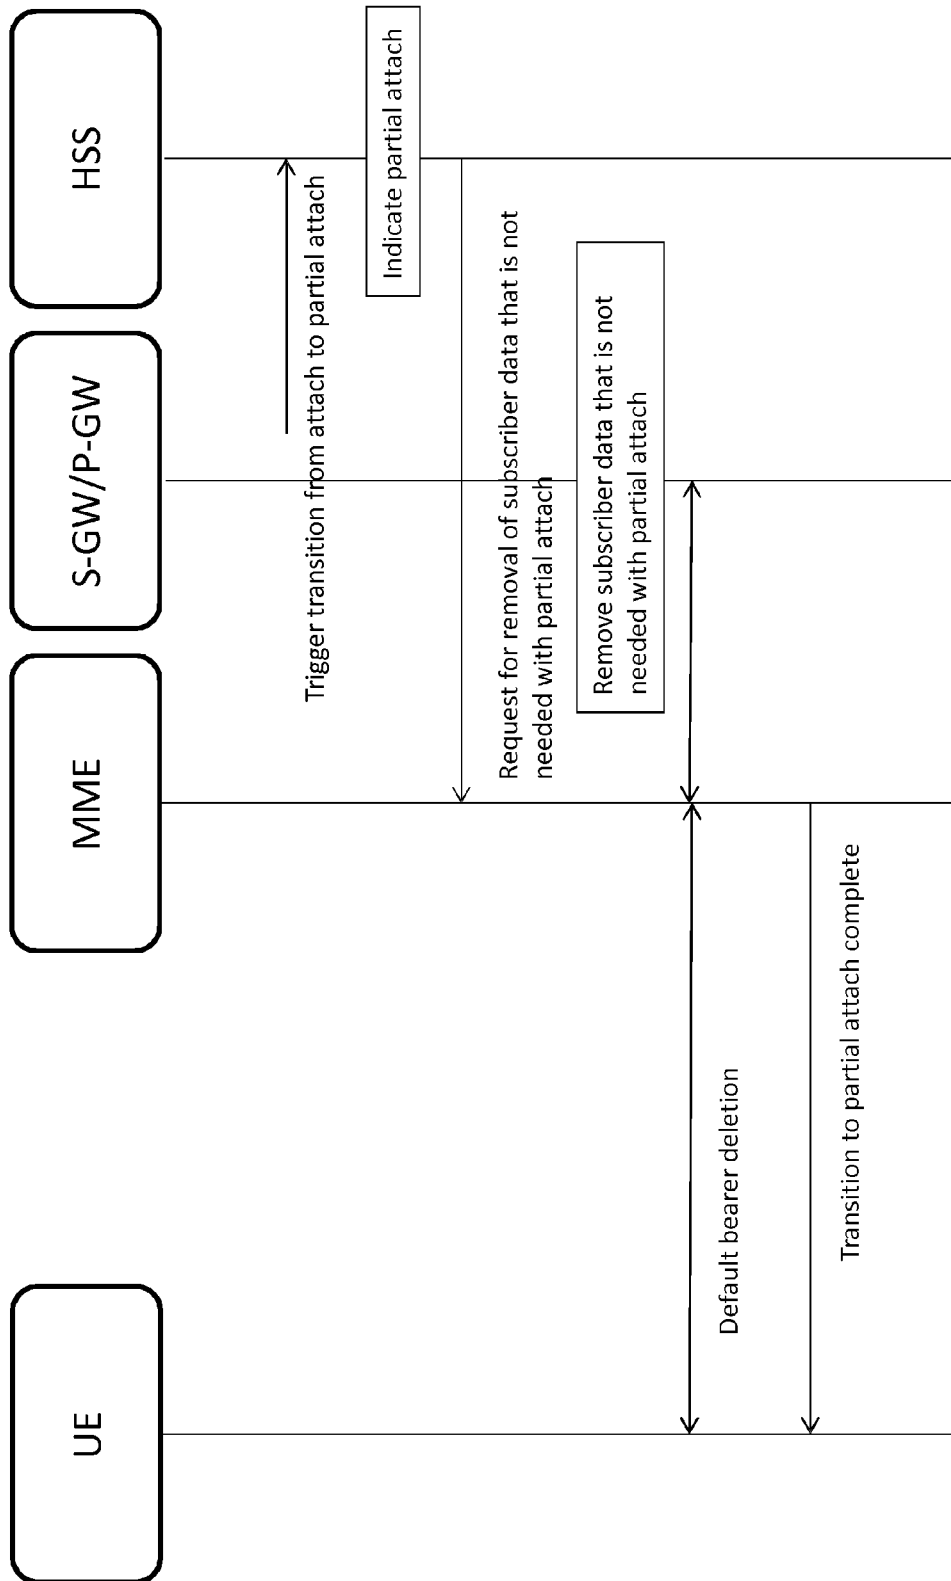 UE
MME
S-GW/P-GW
HSS
Trigger transition from attach to partial attach
Indicate partial attach
Request for removal of subscriber data that is not
needed with partial attach
Remove subscriber data that is not
needed with partial attach
Default bearer deletion
Transition to partial attach complete